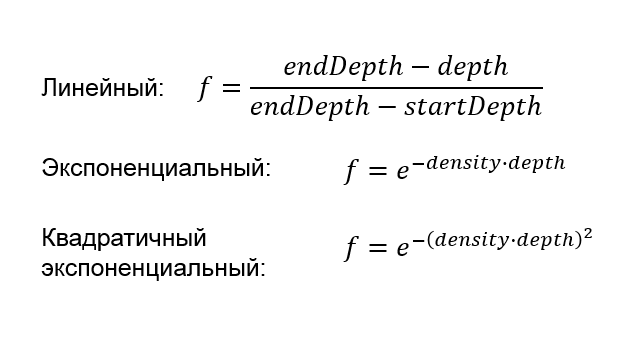 Линейный: f = (endDepth − depth) / (endDepth − startDepth)
Экспоненциальный: f = e^(−density·depth)
Квадратичный
экспоненциальный: f = e^(−(density·depth)^2)